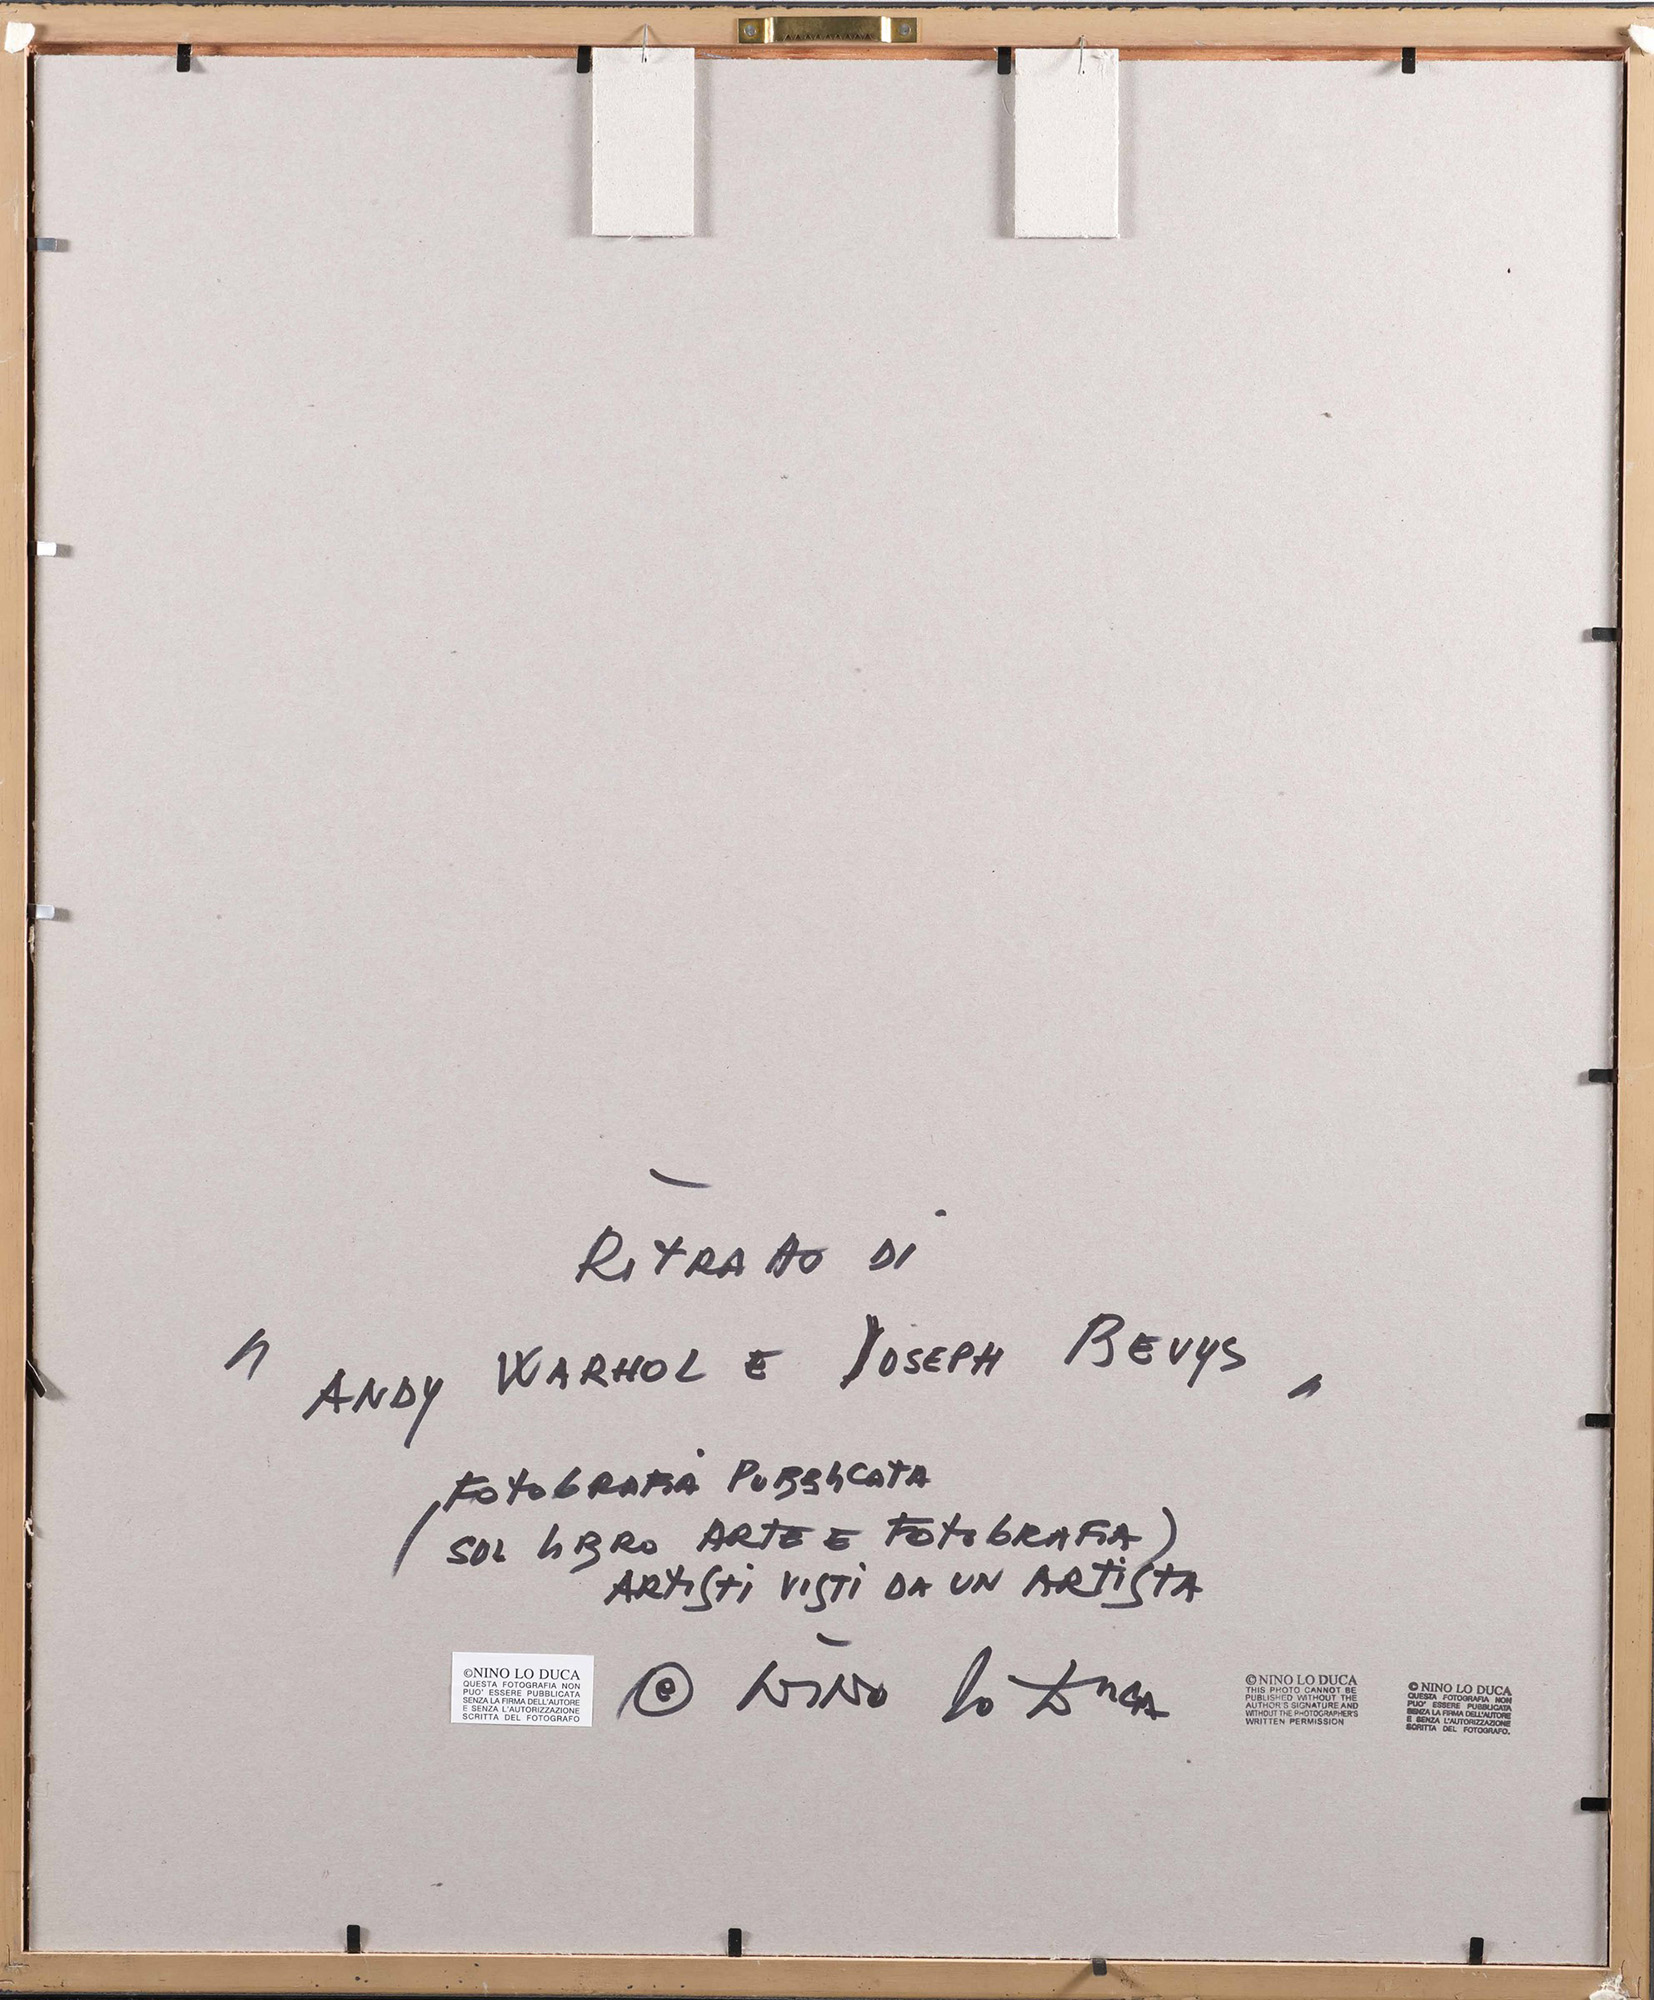 RITRATTO DI
" ANDY WARHOL E JOSEPH BEUYS "
( FOTOGRAFIA PUBBLICATA
SUL LIBRO ARTE E FOTOGRAFIA )
ARTISTI VISTI DA UN ARTISTA
©NINO LO DUCA
QUESTA FOTOGRAFIA NON
PUO' ESSERE PUBBLICATA
SENZA LA FIRMA DELL'AUTORE
E SENZA L'AUTORIZZAZIONE
SCRITTA DEL FOTOGRAFO
© NINO LO DUCA
©NINO LO DUCA
THIS PHOTO CANNOT BE
PUBLISHED WITHOUT THE
AUTHOR'S SIGNATURE AND
WITHOUT THE PHOTOGRAPHER'S
WRITTEN PERMISSION
© NINO LO DUCA
QUESTA FOTOGRAFIA NON
PUO' ESSERE PUBBLICATA
SENZA LA FIRMA DELL'AUTORE
E SENZA L'AUTORIZZAZIONE
SCRITTA DEL FOTOGRAFO.